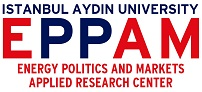 ISTANBUL AYDIN UNIVERSITY
EPPAM
ENERGY POLITICS AND MARKETS
APPLIED RESEARCH CENTER